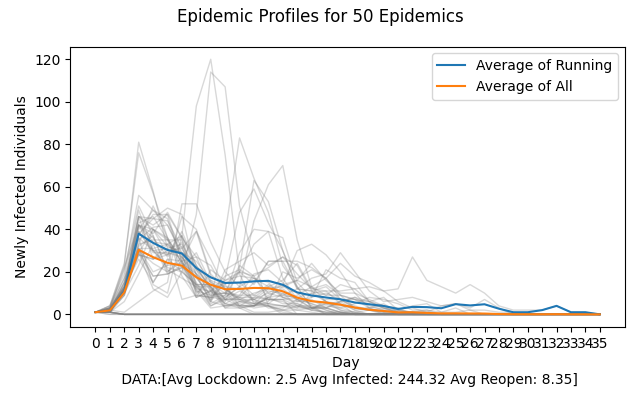 Epidemic Profiles for 50 Epidemics
Average of Running
Average of All
120
100
80
60
40
20
0
Newly Infected Individuals
0 1 2 3 4 5 6 7 8 9 10 11 12 13 14 15 16 17 18 19 20 21 22 23 24 25 26 27 28 29 30 31 32 33 34 35
Day
DATA:[Avg Lockdown: 2.5 Avg Infected: 244.32 Avg Reopen: 8.35]